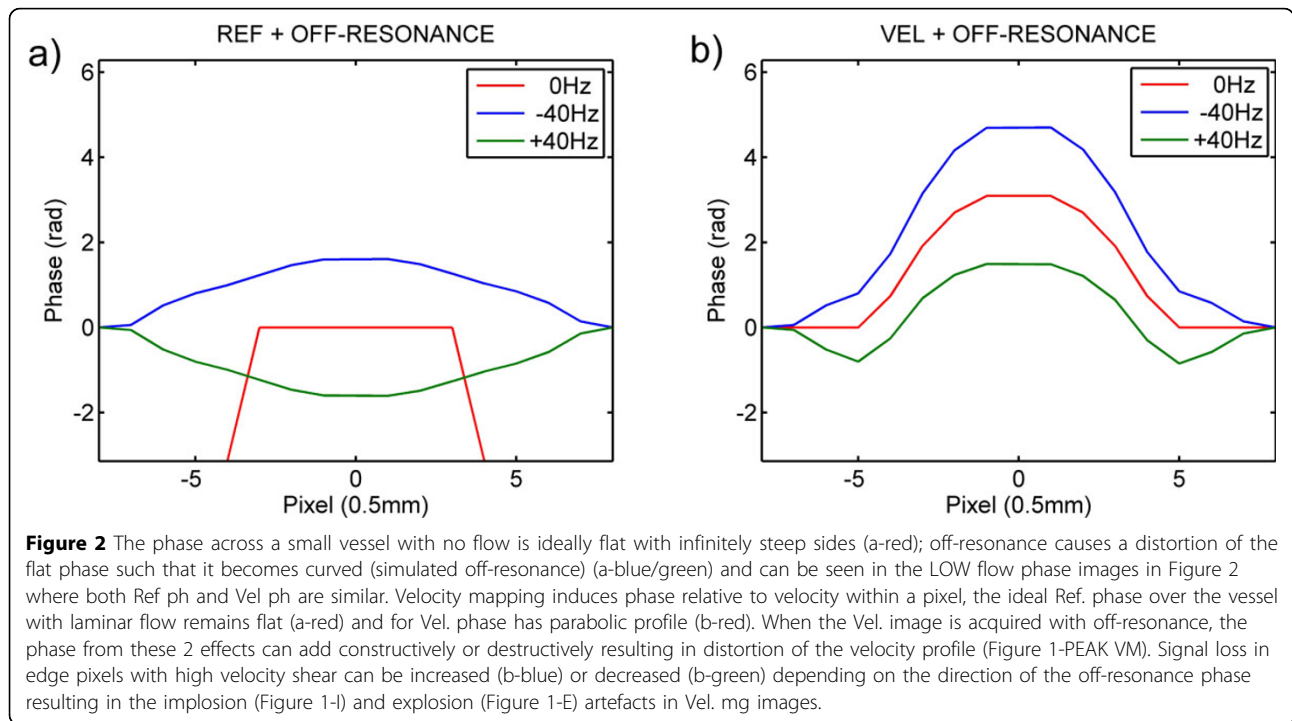 a)
REF + OFF-RESONANCE
6
4
2
0
-2
Phase (rad)
0Hz
-40Hz
+40Hz
-5
0
5
Pixel (0.5mm)
b)
VEL + OFF-RESONANCE
6
4
2
0
-2
Phase (rad)
0Hz
-40Hz
+40Hz
-5
0
5
Pixel (0.5mm)
Figure 2 The phase across a small vessel with no flow is ideally flat with infinitely steep sides (a-red); off-resonance causes a distortion of the
flat phase such that it becomes curved (simulated off-resonance) (a-blue/green) and can be seen in the LOW flow phase images in Figure 2
where both Ref ph and Vel ph are similar. Velocity mapping induces phase relative to velocity within a pixel, the ideal Ref. phase over the vessel
with laminar flow remains flat (a-red) and for Vel. phase has parabolic profile (b-red). When the Vel. image is acquired with off-resonance, the
phase from these 2 effects can add constructively or destructively resulting in distortion of the velocity profile (Figure 1-PEAK VM). Signal loss in
edge pixels with high velocity shear can be increased (b-blue) or decreased (b-green) depending on the direction of the off-resonance phase
resulting in the implosion (Figure 1-I) and explosion (Figure 1-E) artefacts in Vel. mg images.